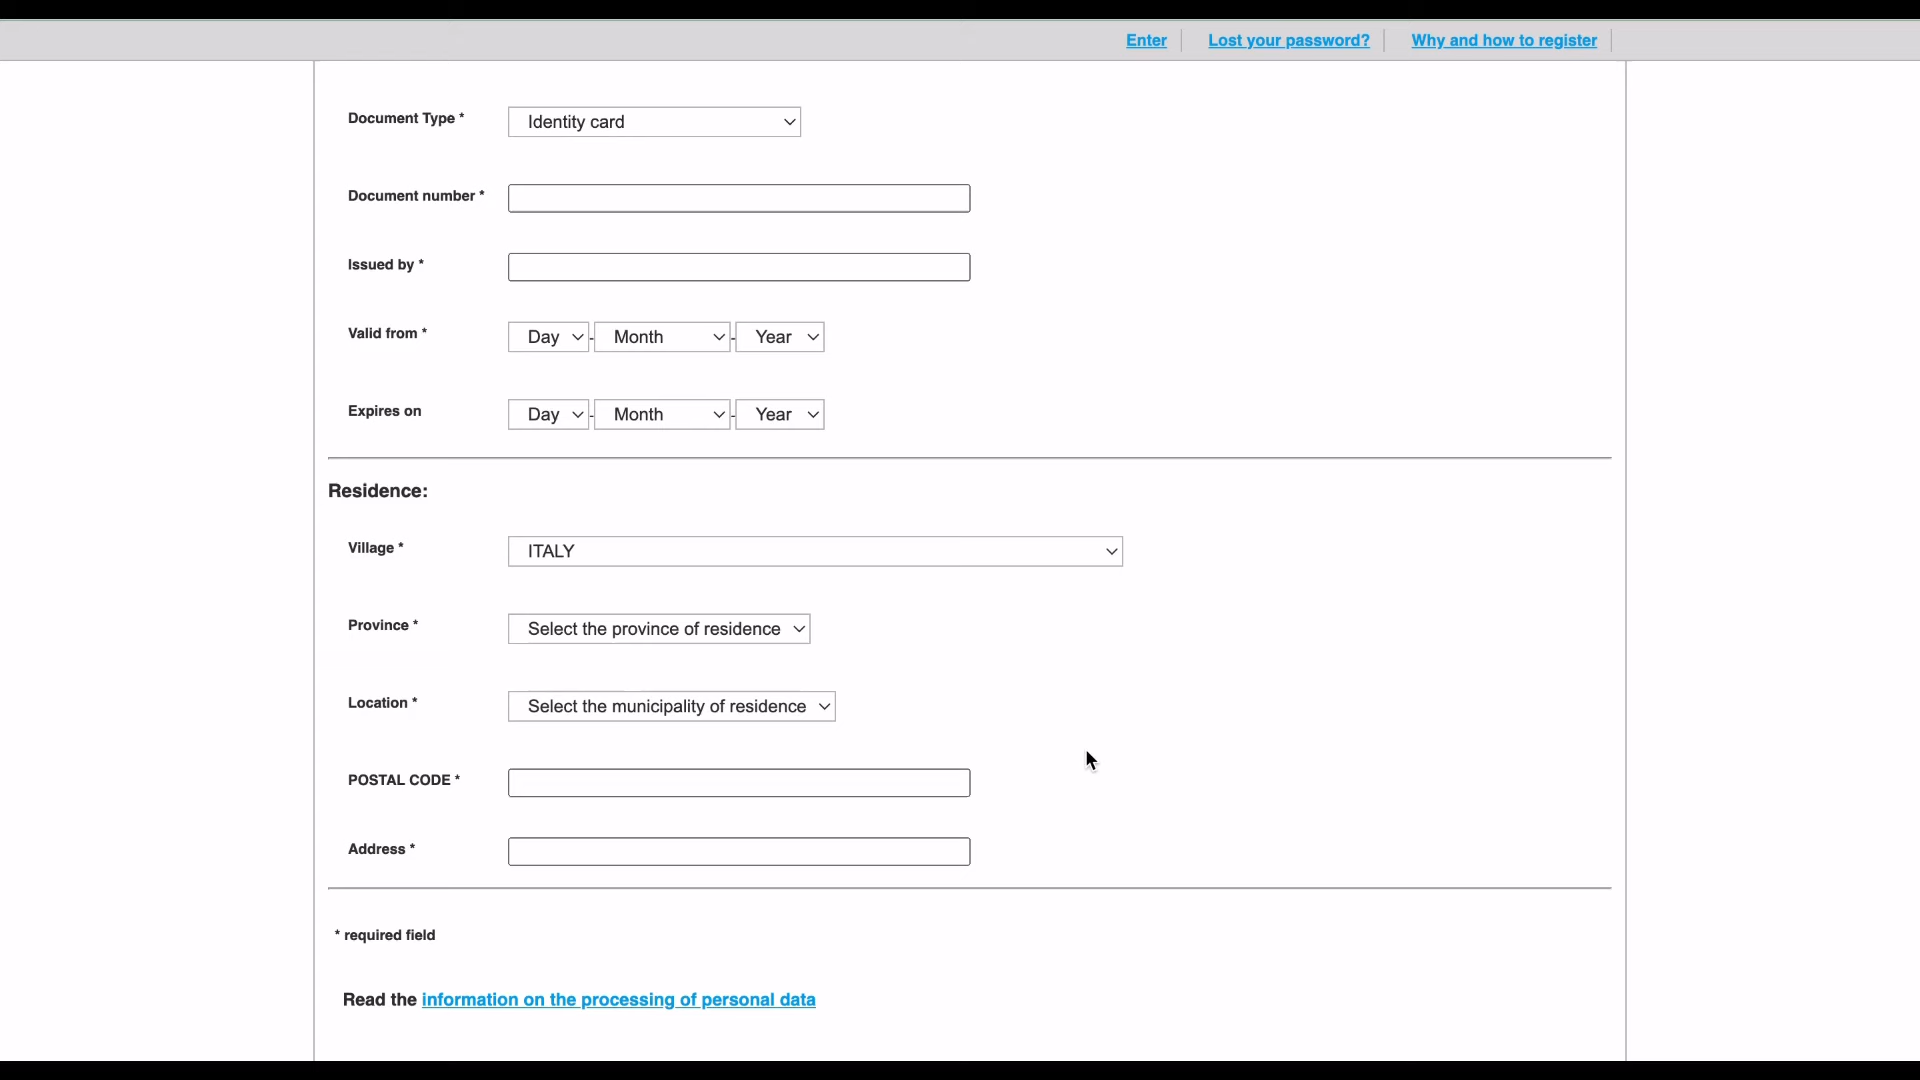 Enter Lost your password? Why and how to register
Document Type * Identity card
Document number *
Issued by *
Valid from * Day - Month - Year
Expires on Day - Month - Year
Residence:
Village * ITALY
Province * Select the province of residence
Location * Select the municipality of residence
POSTAL CODE *
Address *
* required field
Read the information on the processing of personal data